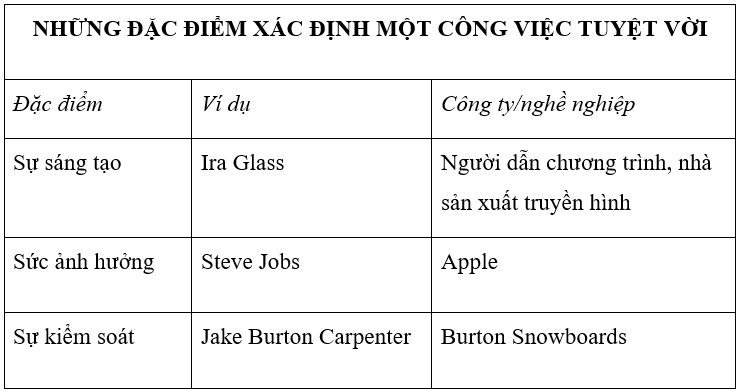 NHỮNG ĐẶC ĐIỂM XÁC ĐỊNH MỘT CÔNG VIỆC TUYỆT VỜI
Đặc điểm Ví dụ Công ty/nghề nghiệp
Sự sáng tạo Ira Glass Người dẫn chương trình, nhà
sản xuất truyền hình
Sức ảnh hưởng Steve Jobs Apple
Sự kiểm soát Jake Burton Carpenter Burton Snowboards